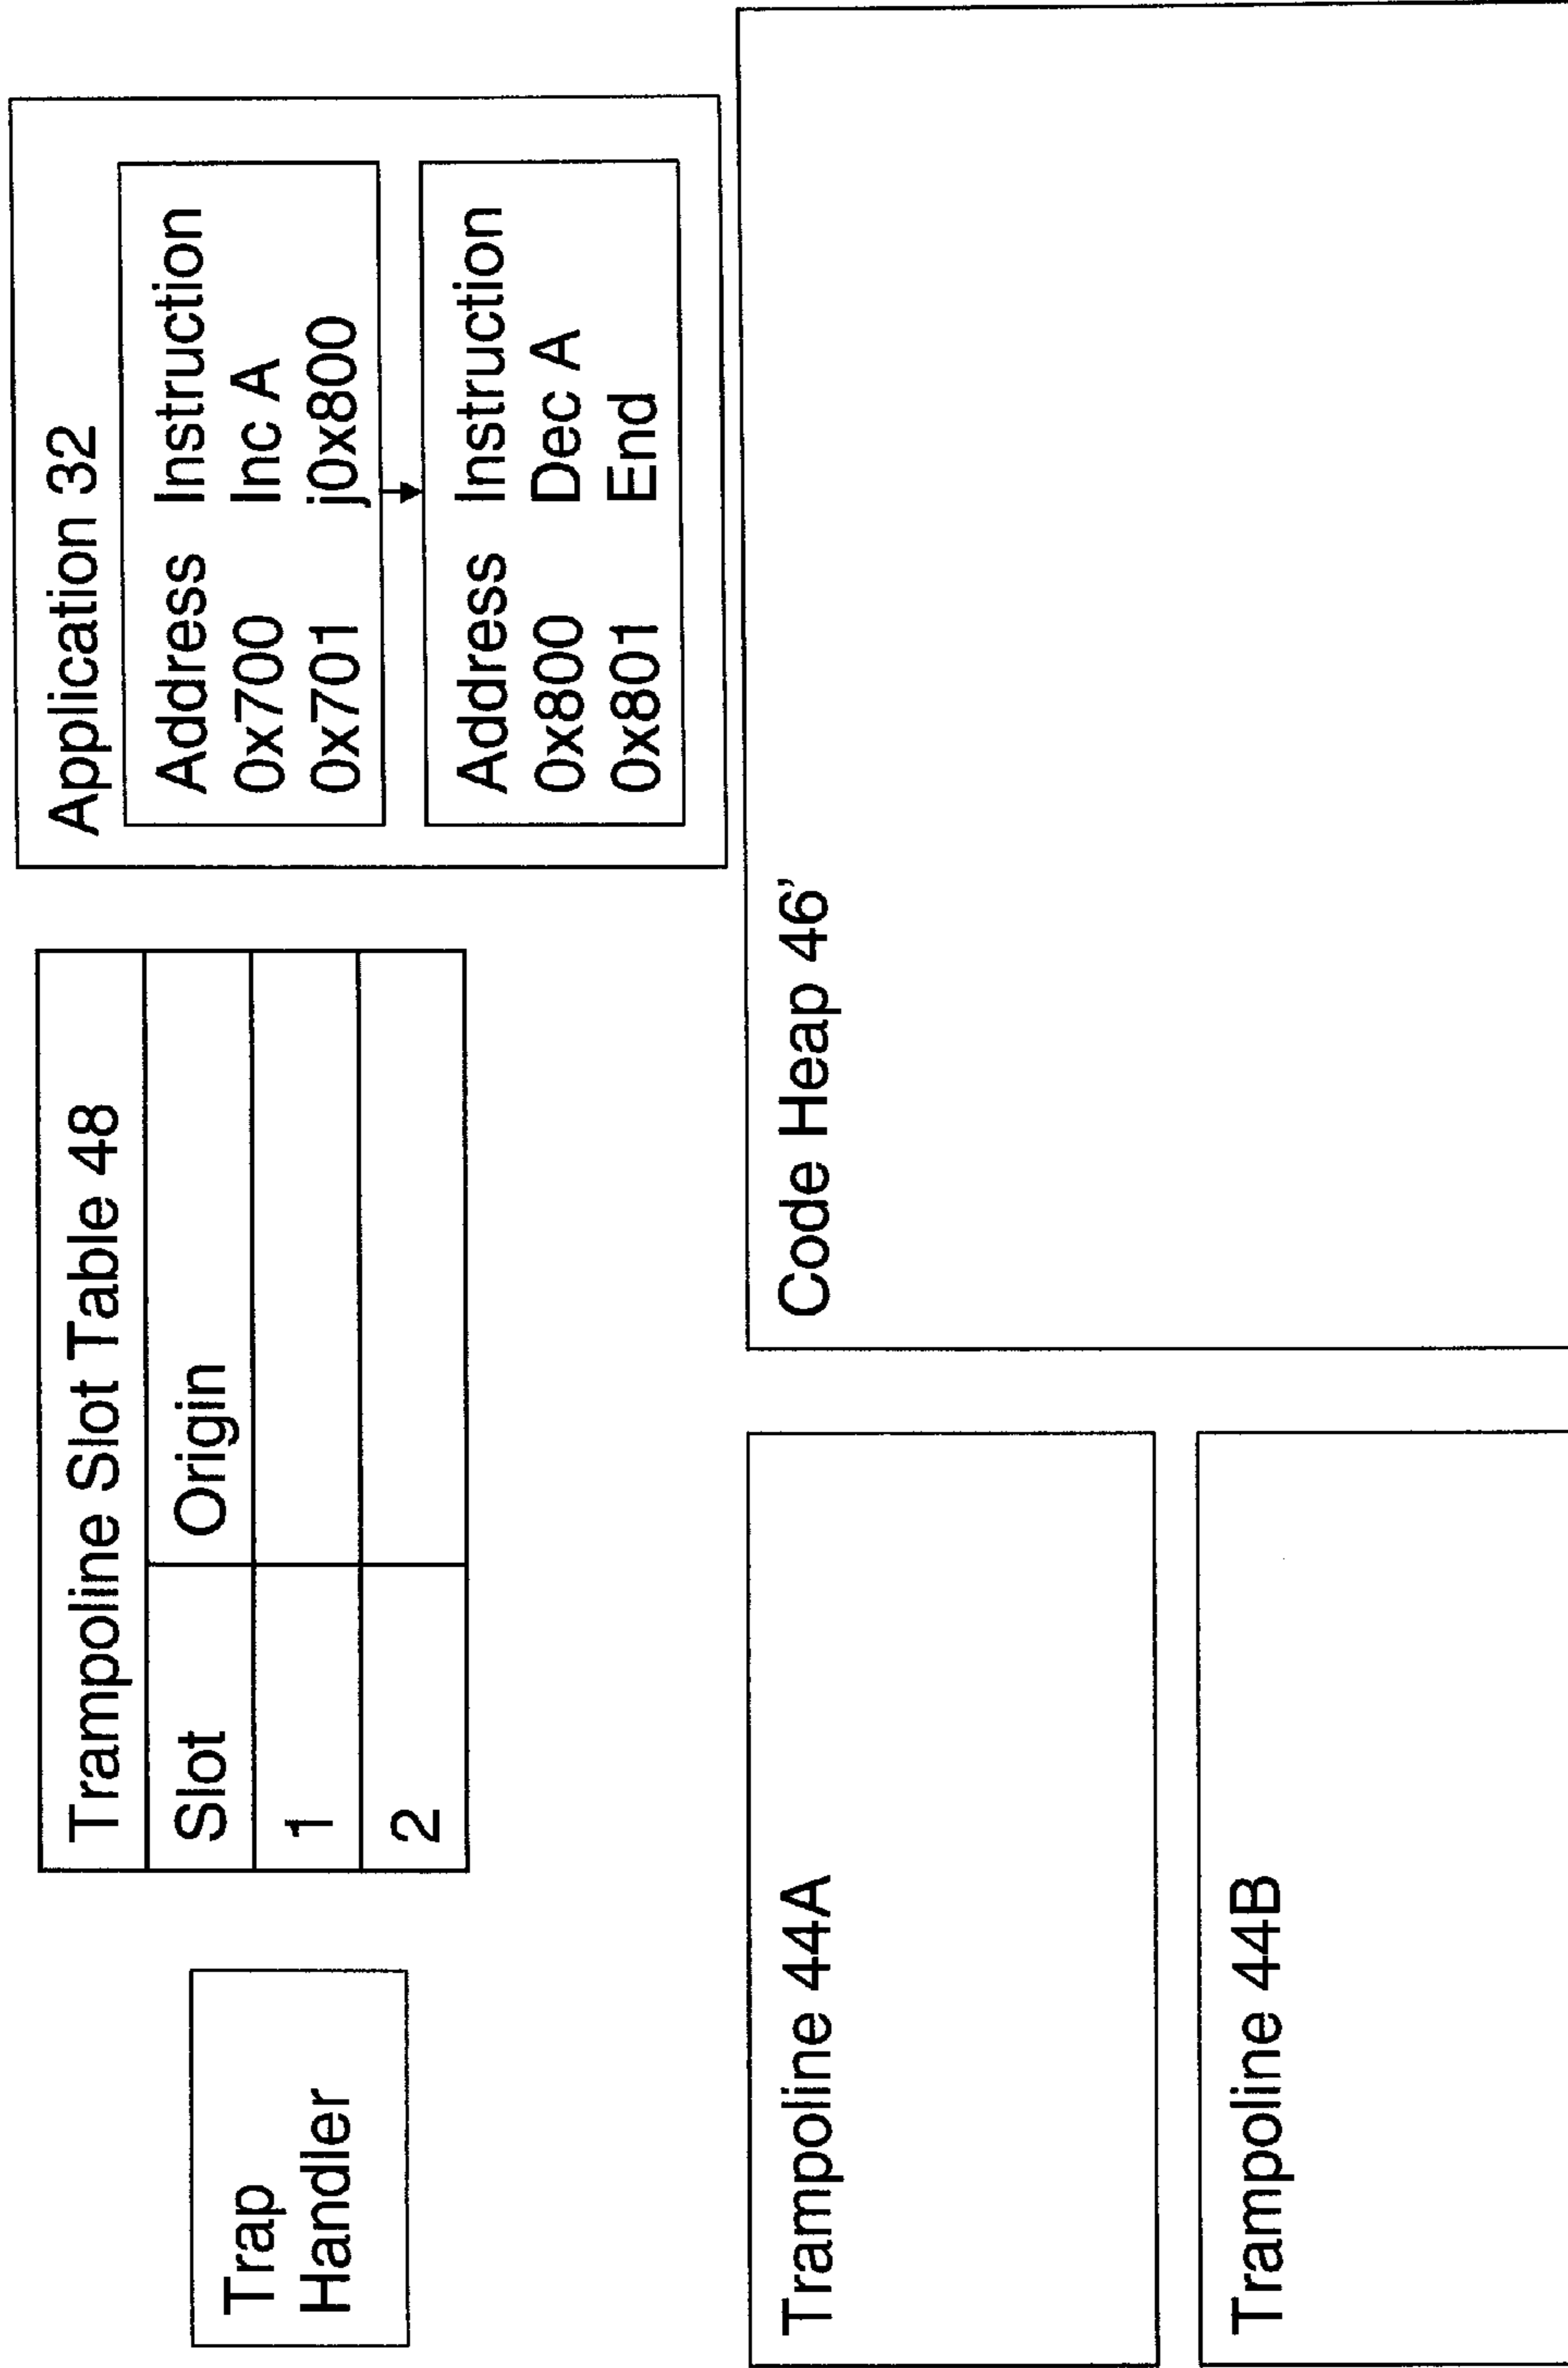 Trap
Handler
Trampoline Slot Table 48
Slot Origin
1
2
Application 32
Address Instruction
0x700 Inc A
0x701 j0x800
Address Instruction
0x800 Dec A
0x801 End
Trampoline 44A
Trampoline 44B
Code Heap 46'